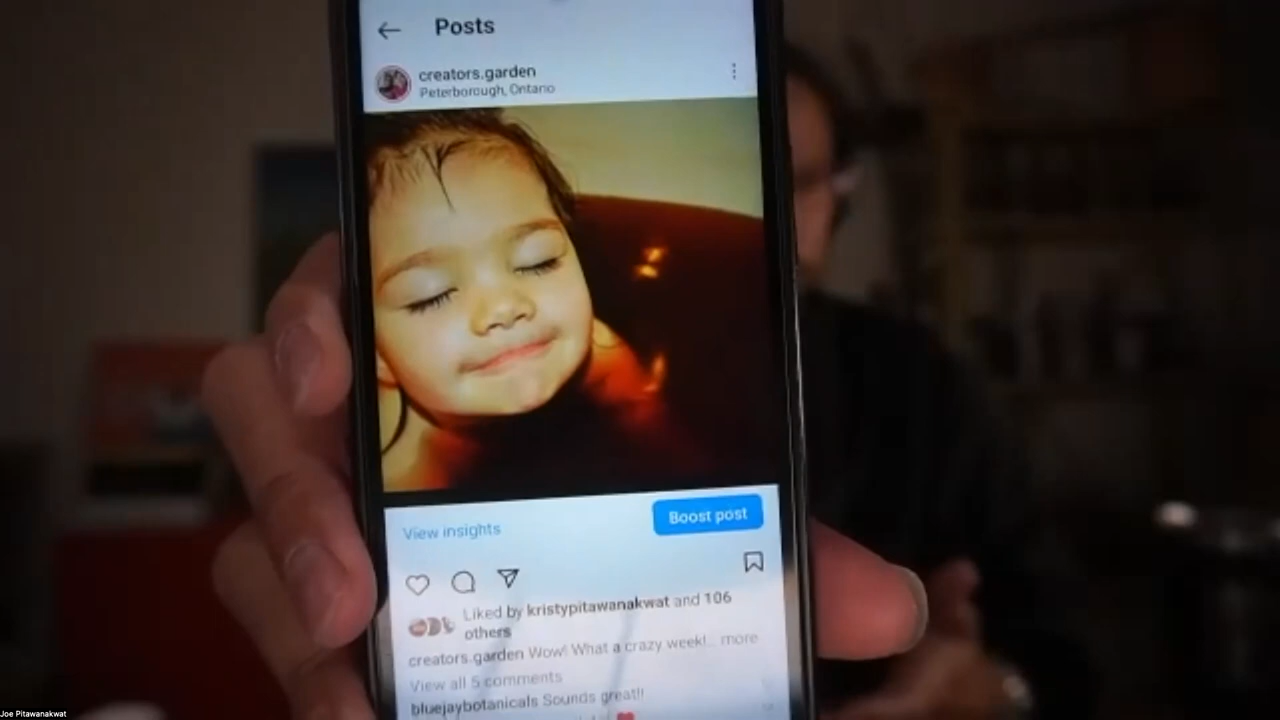 Posts
creators.garden
Peterborough, Ontario
View insights
Boost post
Liked by kristypitawanakwat and 106
others
creators.garden Wow! What a crazy week!... more
View all 5 comments
bluejaybotanicals Sounds great!!
Joe Pitawanakwat